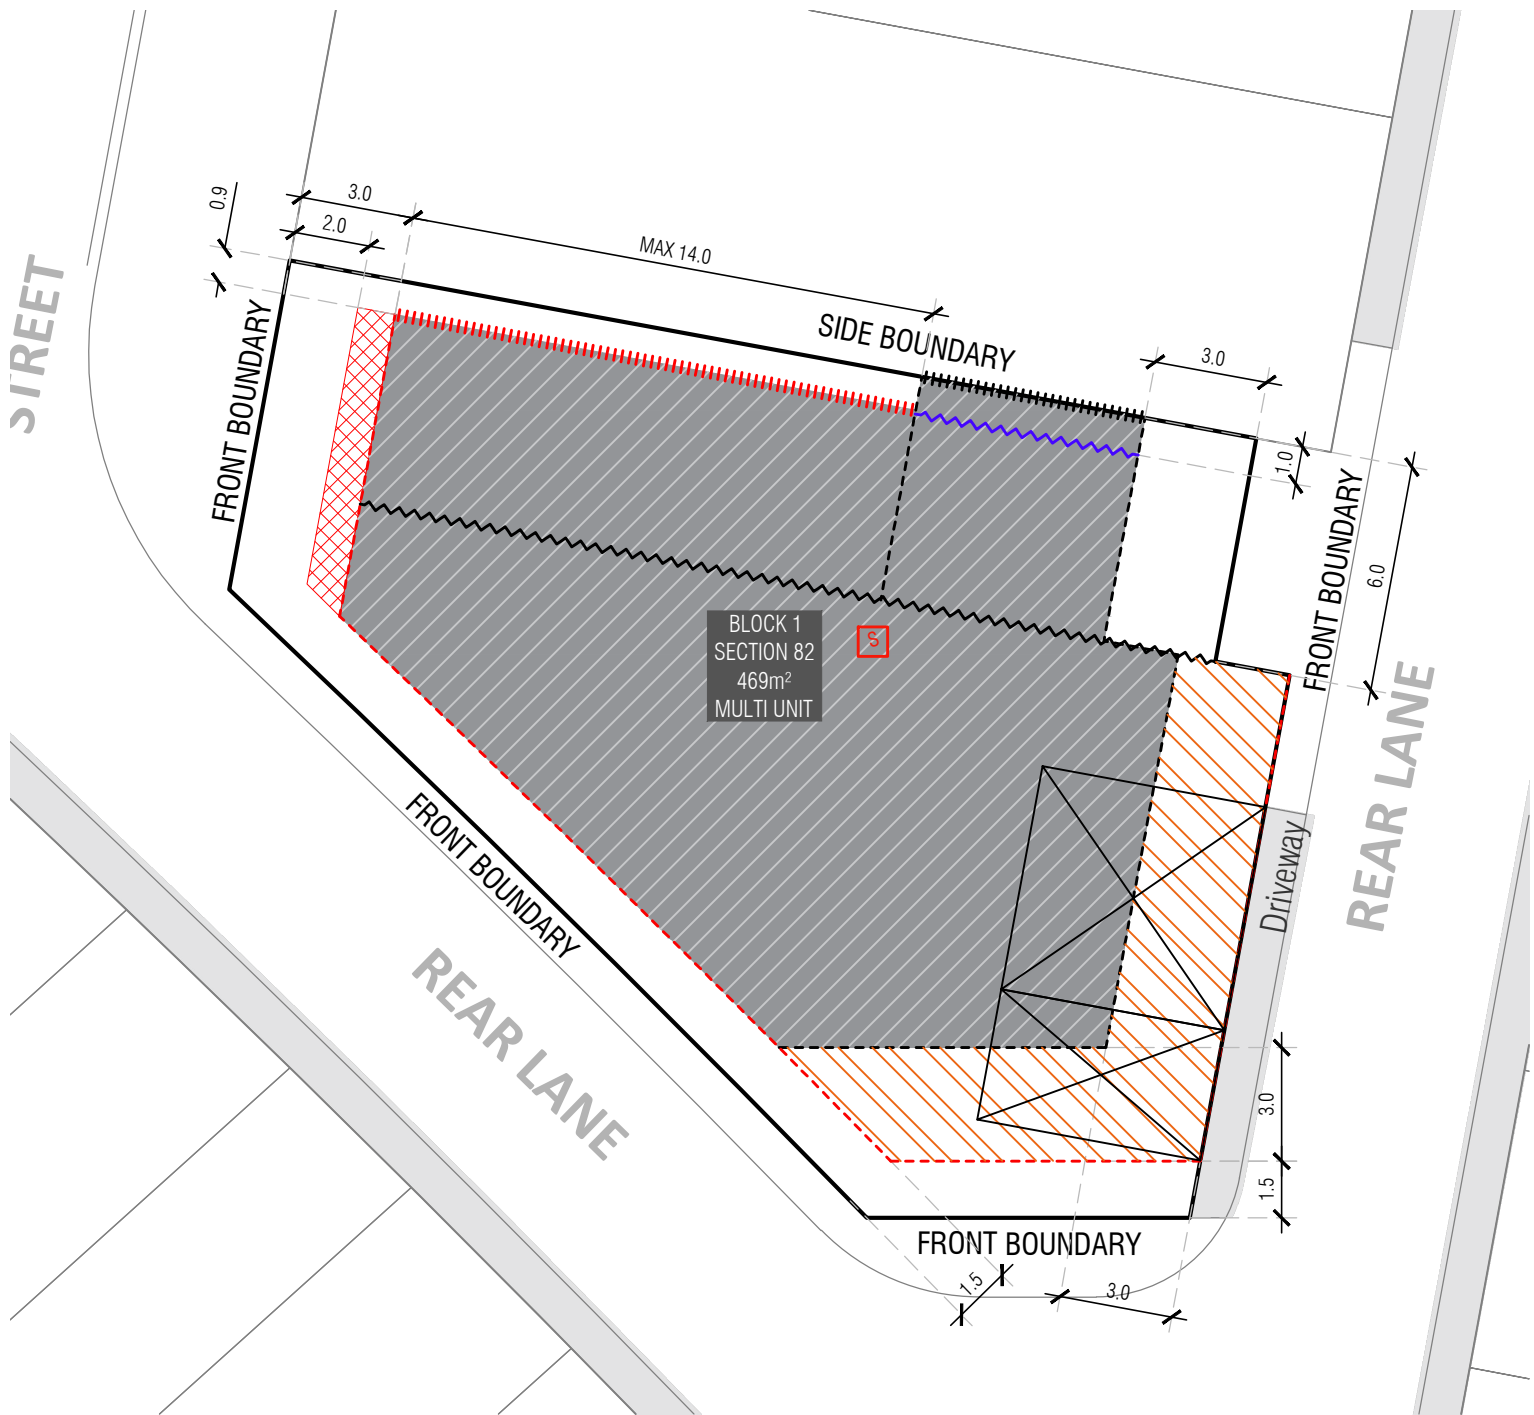 0.9
3.0
2.0
MAX 14.0
SIDE BOUNDARY
3.0
1.0
6.0
STREET
FRONT BOUNDARY
FRONT BOUNDARY
BLOCK 1
SECTION 82
469m²
MULTI UNIT
S
REAR LANE
Driveway
FRONT BOUNDARY
REAR LANE
3.0
1.5
FRONT BOUNDARY
1.5
3.0